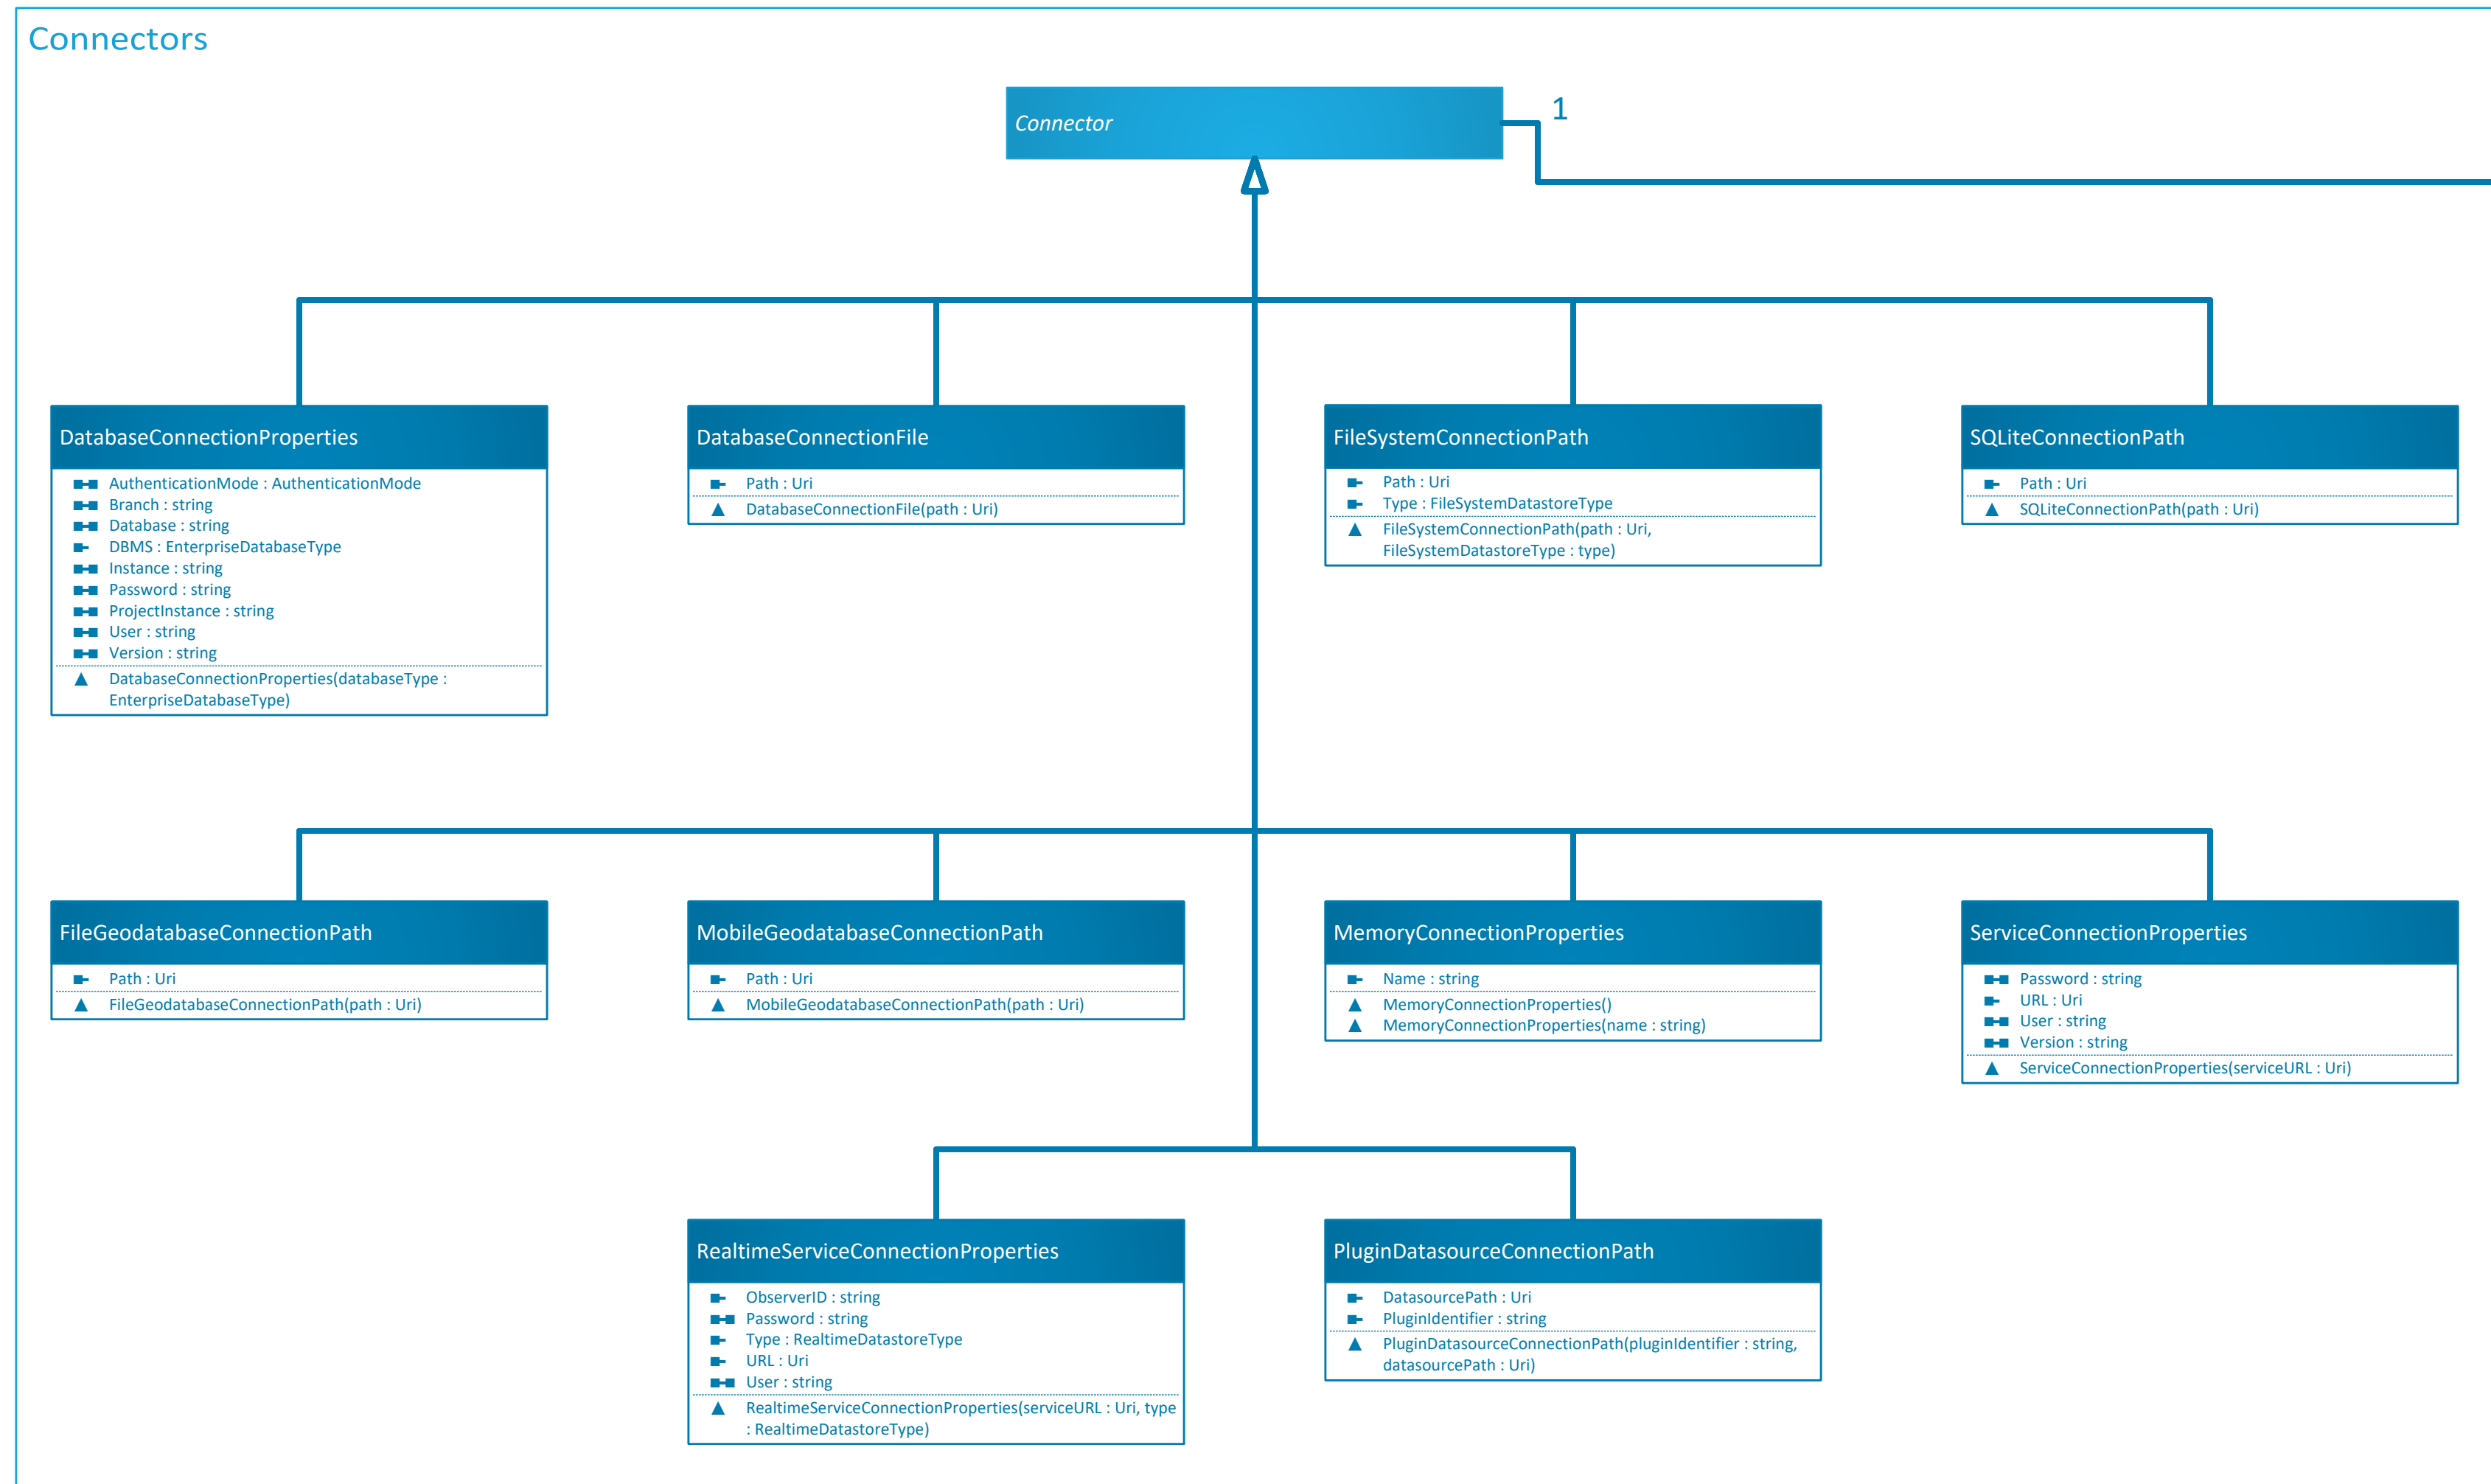 Connectors
Connector
1
DatabaseConnectionProperties
AuthenticationMode : AuthenticationMode
Branch : string
Database : string
DBMS : EnterpriseDatabaseType
Instance : string
Password : string
ProjectInstance : string
User : string
Version : string
DatabaseConnectionProperties(databaseType :
EnterpriseDatabaseType)
DatabaseConnectionFile
Path : Uri
DatabaseConnectionFile(path : Uri)
FileSystemConnectionPath
Path : Uri
Type : FileSystemDatastoreType
FileSystemConnectionPath(path : Uri,
FileSystemDatastoreType : type)
SQLiteConnectionPath
Path : Uri
SQLiteConnectionPath(path : Uri)
FileGeodatabaseConnectionPath
Path : Uri
FileGeodatabaseConnectionPath(path : Uri)
MobileGeodatabaseConnectionPath
Path : Uri
MobileGeodatabaseConnectionPath(path : Uri)
MemoryConnectionProperties
Name : string
MemoryConnectionProperties()
MemoryConnectionProperties(name : string)
ServiceConnectionProperties
Password : string
URL : Uri
User : string
Version : string
ServiceConnectionProperties(serviceURL : Uri)
RealtimeServiceConnectionProperties
ObserverID : string
Password : string
Type : RealtimeDatastoreType
URL : Uri
User : string
RealtimeServiceConnectionProperties(serviceURL : Uri, type
: RealtimeDatastoreType)
PluginDatasourceConnectionPath
DatasourcePath : Uri
PluginIdentifier : string
PluginDatasourceConnectionPath(pluginIdentifier : string,
datasourcePath : Uri)